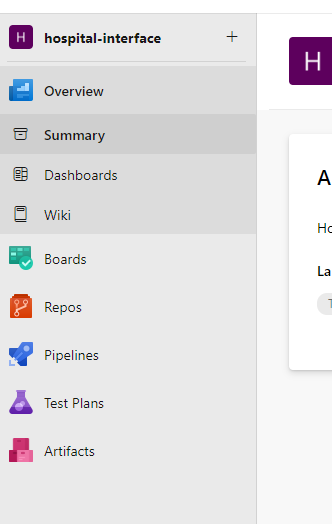 H hospital-interface +
H
Overview
Summary
Dashboards
Wiki
Boards
Repos
Pipelines
Test Plans
Artifacts
A
Ho
La
T